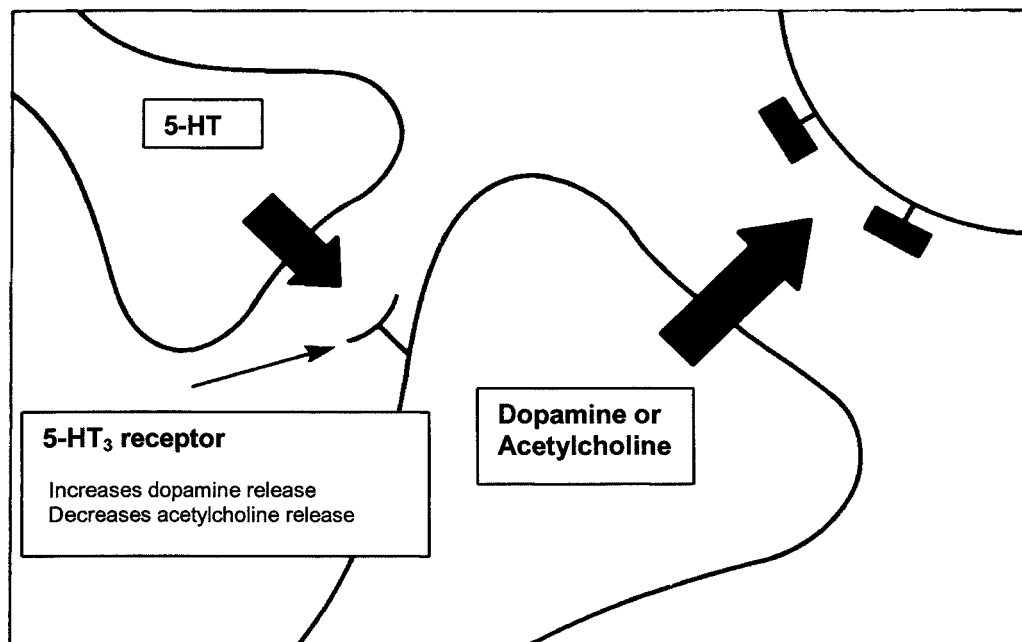 5-HT
Dopamine or
Acetylcholine
5-HT₃ receptor
Increases dopamine release
Decreases acetylcholine release